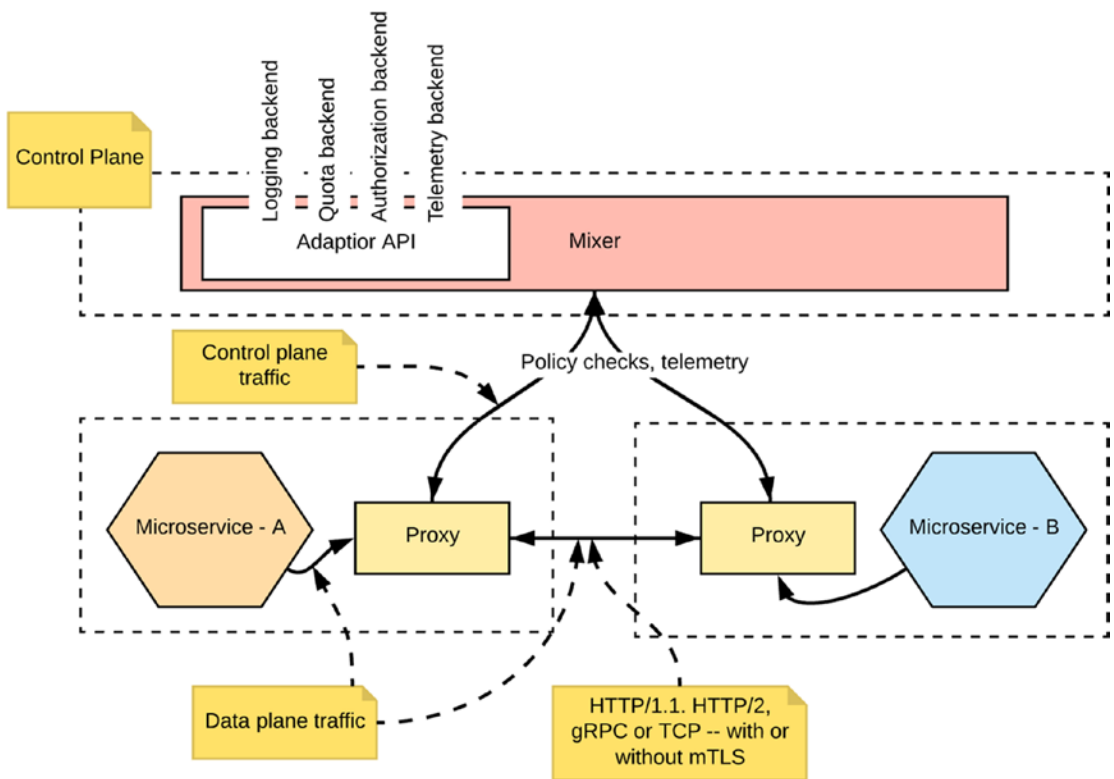 Logging backend
Quota backend
Authorization backend
Telemetry backend
Control Plane
Adaptior API
Mixer
Control plane
traffic
Policy checks, telemetry
Microservice - A
Proxy
Proxy
Microservice - B
Data plane traffic
HTTP/1.1. HTTP/2,
gRPC or TCP -- with or
without mTLS